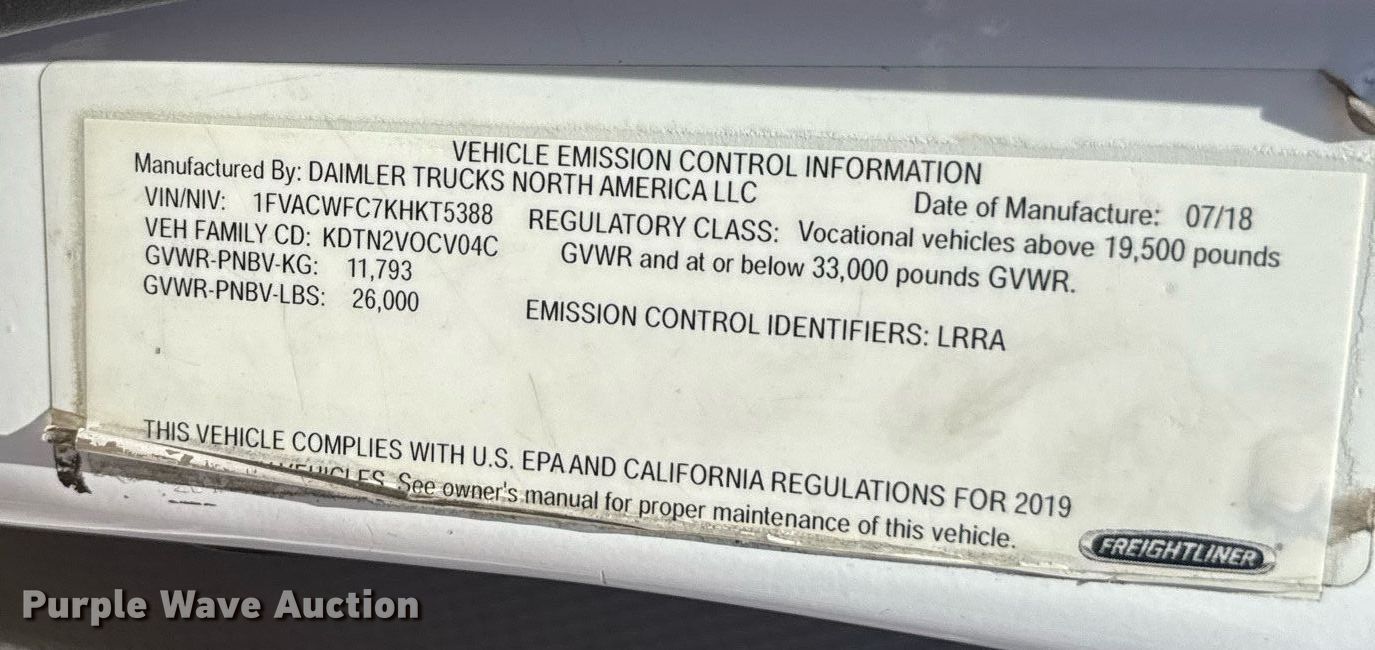 VEHICLE EMISSION CONTROL INFORMATION
Manufactured By: DAIMLER TRUCKS NORTH AMERICA LLC
Date of Manufacture: 07/18
VIN/NIV: 1FVACWFC7KHKT5388
VEH FAMILY CD: KDTN2VOCV04C
GVWR-PNBV-KG: 11,793
GVWR-PNBV-LBS: 26,000
REGULATORY CLASS: Vocational vehicles above 19,500 pounds
GVWR and at or below 33,000 pounds GVWR.
EMISSION CONTROL IDENTIFIERS: LRRA
THIS VEHICLE COMPLIES WITH U.S. EPA AND CALIFORNIA REGULATIONS FOR 2019
VEHICLES. See owner's manual for proper maintenance of this vehicle.
FREIGHTLINER
Purple Wave Auction